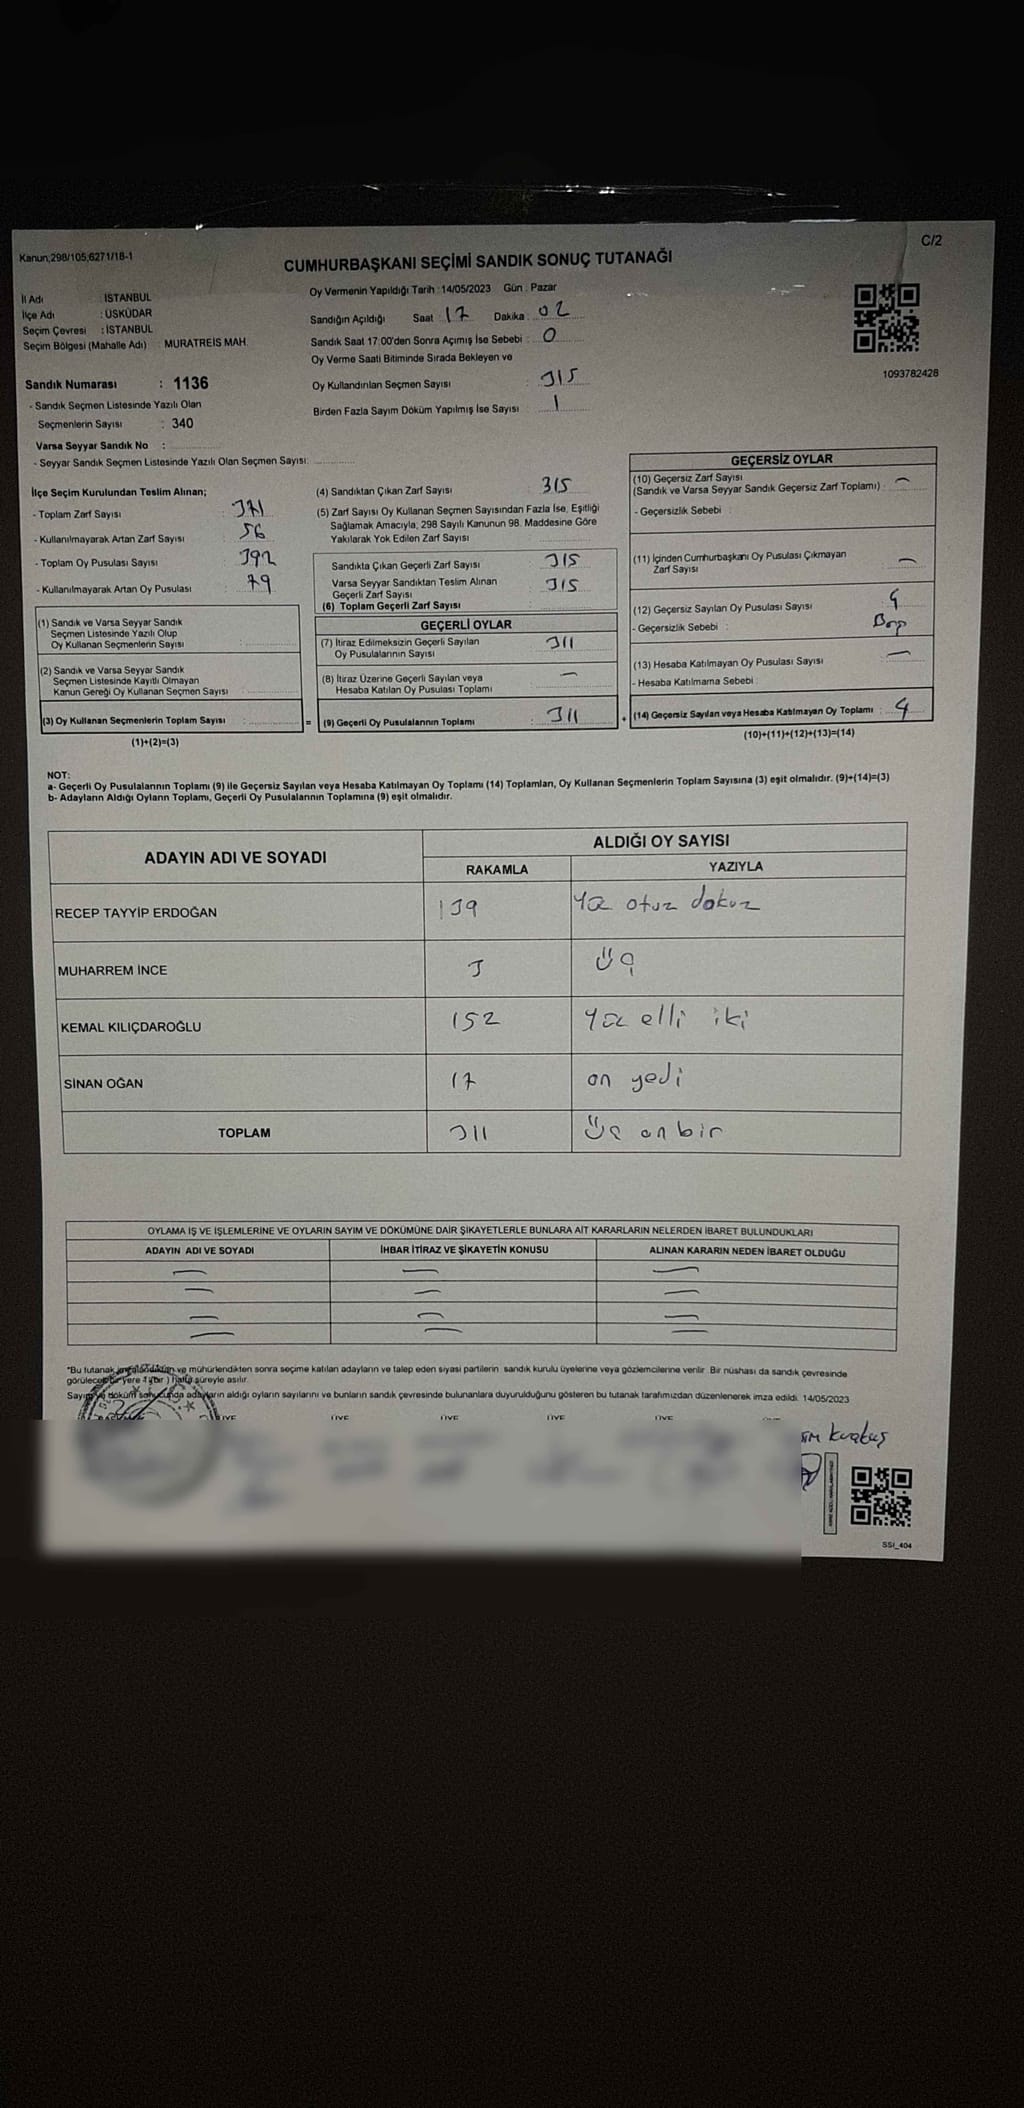 Kanun;298/105;6271/18-1
C/2
CUMHURBAŞKANI SEÇİMİ SANDIK SONUÇ TUTANAĞI
İl Adı : İSTANBUL
İlçe Adı : ÜSKÜDAR
Seçim Çevresi : İSTANBUL
Seçim Bölgesi (Mahalle Adı) : MURATREİS MAH.
Sandık Numarası : 1136
- Sandık Seçmen Listesinde Yazılı Olan
Seçmenlerin Sayısı : 340
Varsa Seyyar Sandık No :
- Seyyar Sandık Seçmen Listesinde Yazılı Olan Seçmen Sayısı:
Oy Vermenin Yapıldığı Tarih :14/05/2023 Gün : Pazar
Sandığın Açıldığı Saat : 17 Dakika : 02
Sandık Saat 17:00'den Sonra Açımış İse Sebebi : 0
Oy Verme Saati Bitiminde Sırada Bekleyen ve
Oy Kullandırılan Seçmen Sayısı : 315
Birden Fazla Sayım Döküm Yapılmış İse Sayısı : 1
1093782428
İlçe Seçim Kurulundan Teslim Alınan;
- Toplam Zarf Sayısı : 371
- Kullanılmayarak Artan Zarf Sayısı : 56
- Toplam Oy Pusulası Sayısı : 392
- Kullanılmayarak Artan Oy Pusulası : 79
(1) Sandık ve Varsa Seyyar Sandık
Seçmen Listesinde Yazılı Olup
Oy Kullanan Seçmenlerin Sayısı :
(2) Sandık ve Varsa Seyyar Sandık
Seçmen Listesinde Kayıtlı Olmayan
Kanun Gereği Oy Kullanan Seçmen Sayısı :
(3) Oy Kullanan Seçmenlerin Toplam Sayısı :
(1)+(2)=(3)
(4) Sandıktan Çıkan Zarf Sayısı : 315
(5) Zarf Sayısı Oy Kullanan Seçmen Sayısından Fazla İse, Eşitliği
Sağlamak Amacıyla, 298 Sayılı Kanunun 98. Maddesine Göre
Yakılarak Yok Edilen Zarf Sayısı :
Sandıkta Çıkan Geçerli Zarf Sayısı : 315
Varsa Seyyar Sandıktan Teslim Alınan
Geçerli Zarf Sayısı : 315
(6) Toplam Geçerli Zarf Sayısı :
GEÇERLİ OYLAR
(7) İtiraz Edilmeksizin Geçerli Sayılan
Oy Pusulalarının Sayısı : 311
(8) İtiraz Üzerine Geçerli Sayılan veya
Hesaba Katılan Oy Pusulası Toplamı : —
= (9) Geçerli Oy Pusulalarının Toplamı : 311
GEÇERSİZ OYLAR
(10) Geçersiz Zarf Sayısı
(Sandık ve Varsa Seyyar Sandık Geçersiz Zarf Toplamı) : —
- Geçersizlik Sebebi :
(11) İçinden Cumhurbaşkanı Oy Pusulası Çıkmayan
Zarf Sayısı : —
(12) Geçersiz Sayılan Oy Pusulası Sayısı : 4
- Geçersizlik Sebebi :
(13) Hesaba Katılmayan Oy Pusulası Sayısı : —
- Hesaba Katılmama Sebebi :
+ (14) Geçersiz Sayılan veya Hesaba Katılmayan Oy Toplamı : 4
(10)+(11)+(12)+(13)=(14)
NOT:
a- Geçerli Oy Pusulalarının Toplamı (9) ile Geçersiz Sayılan veya Hesaba Katılmayan Oy Toplamı (14) Toplamları, Oy Kullanan Seçmenlerin Toplam Sayısına (3) eşit olmalıdır. (9)+(14)=(3)
b- Adayların Aldığı Oyların Toplamı, Geçerli Oy Pusulalarının Toplamına (9) eşit olmalıdır.
ADAYIN ADI VE SOYADI
ALDIĞI OY SAYISI
RAKAMLA YAZIYLA
RECEP TAYYİP ERDOĞAN 139 Yüz otuz dokuz
MUHARREM İNCE 3 üç
KEMAL KILIÇDAROĞLU 152 Yüz elli iki
SİNAN OĞAN 17 on yedi
TOPLAM 311 üç on bir
OYLAMA İŞ VE İŞLEMLERİNE VE OYLARIN SAYIM VE DÖKÜMÜNE DAİR ŞİKAYETLERLE BUNLARA AİT KARARLARIN NELERDEN İBARET BULUNDUKLARI
ADAYIN ADI VE SOYADI İHBAR İTİRAZ VE ŞİKAYETİN KONUSU ALINAN KARARIN NEDEN İBARET OLDUĞU
*Bu tutanak imzalandıktan ve mühürlendikten sonra seçime katılan adayların ve talep eden siyasi partilerin sandık kurulu üyelerine veya gözlemcilerine verilir. Bir nüshası da sandık çevresinde
görülecek bir yere 1 (bir) hafta süreyle asılır.
Sayım ve döküm sonucunda adayların aldığı oyların sayılarını ve bunların sandık çevresinde bulunanlara duyurulduğunu gösteren bu tutanak tarafımızdan düzenlenerek imza edildi. 14/05/2023
ÜYE ÜYE ÜYE ÜYE ÜYE
SSI_404